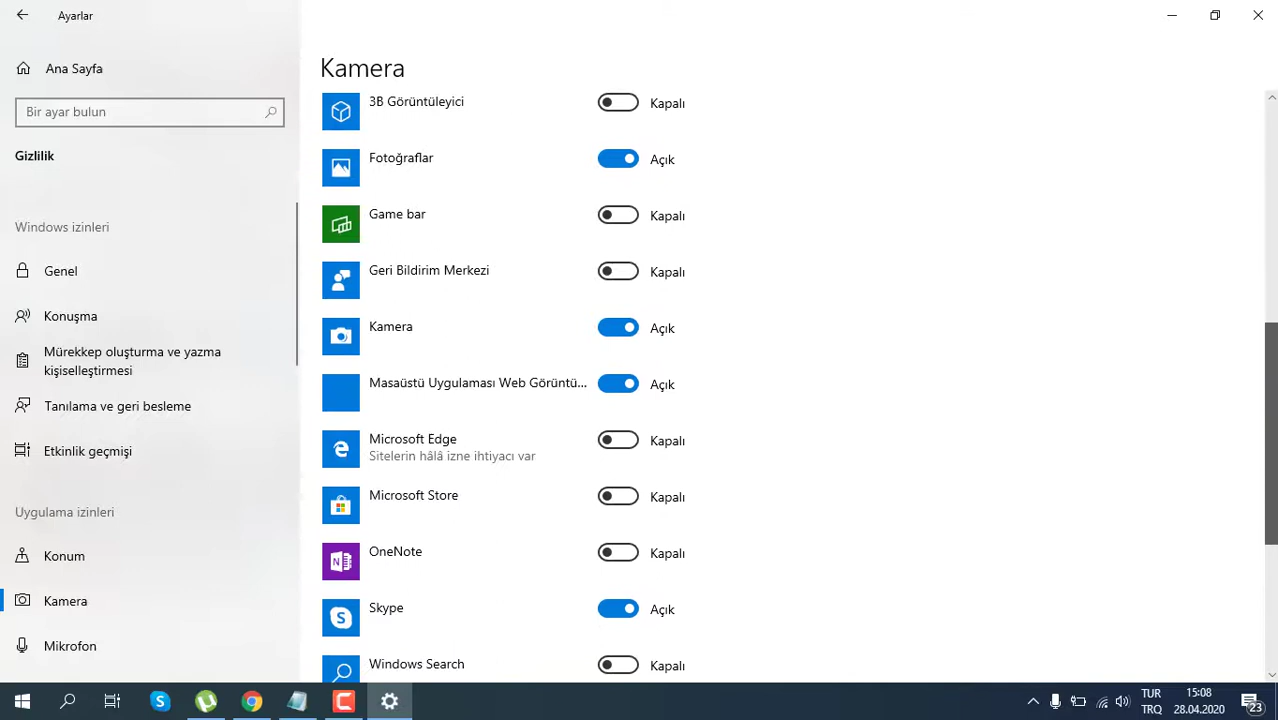 Ayarlar
Ana Sayfa
Bir ayar bulun
Gizlilik
Windows izinleri
Genel
Konuşma
Mürekkep oluşturma ve yazma
kişiselleştirmesi
Tanılama ve geri besleme
Etkinlik geçmişi
Uygulama izinleri
Konum
Kamera
Mikrofon
Kamera
3B Görüntüleyici
Kapalı
Fotoğraflar
Açık
Game bar
Kapalı
Geri Bildirim Merkezi
Kapalı
Kamera
Açık
Masaüstü Uygulaması Web Görüntü...
Açık
Microsoft Edge
Sitelerin hâlâ izne ihtiyacı var
Kapalı
Microsoft Store
Kapalı
OneNote
Kapalı
Skype
Açık
Windows Search
Kapalı
TUR
TRQ
15:08
28.04.2020
23